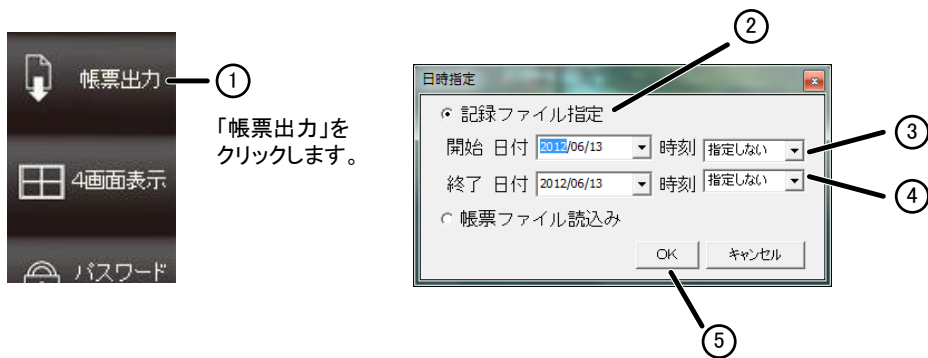 帳票出力
①
「帳票出力」を
クリックします。
4画面表示
パスワード
②
日時指定
記録ファイル指定
開始 日付 2012/06/13 時刻 指定しない
③
終了 日付 2012/06/13 時刻 指定しない
④
帳票ファイル読込み
OK キャンセル
⑤